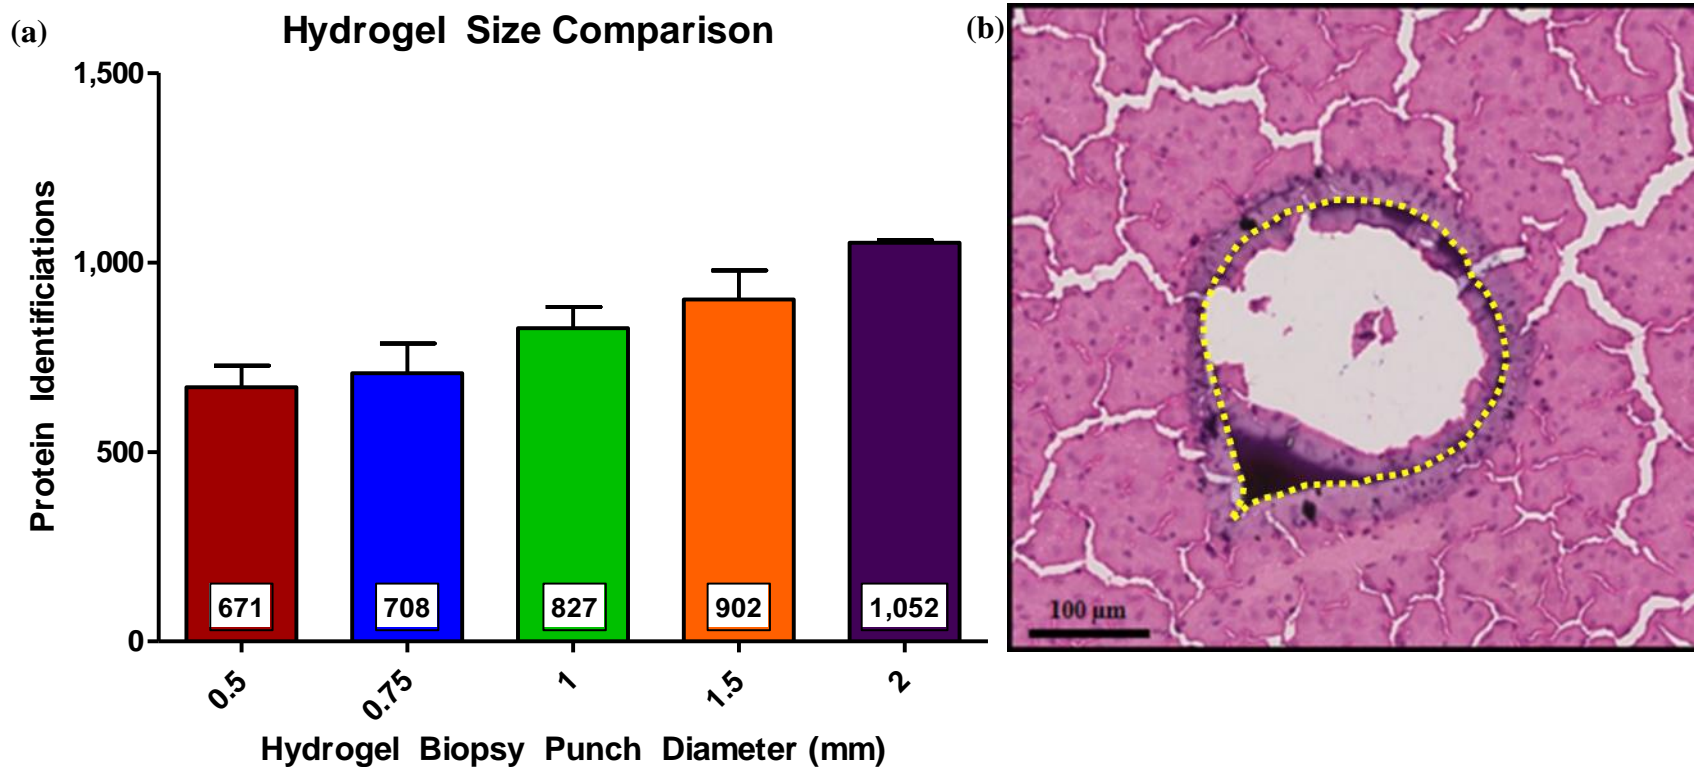 (a)
Hydrogel Size Comparison
(b)
1,500
1,000
500
0
Protein Identificiations
671
708
827
902
1,052
0.5
0.75
1
1.5
2
Hydrogel Biopsy Punch Diameter (mm)
100 µm